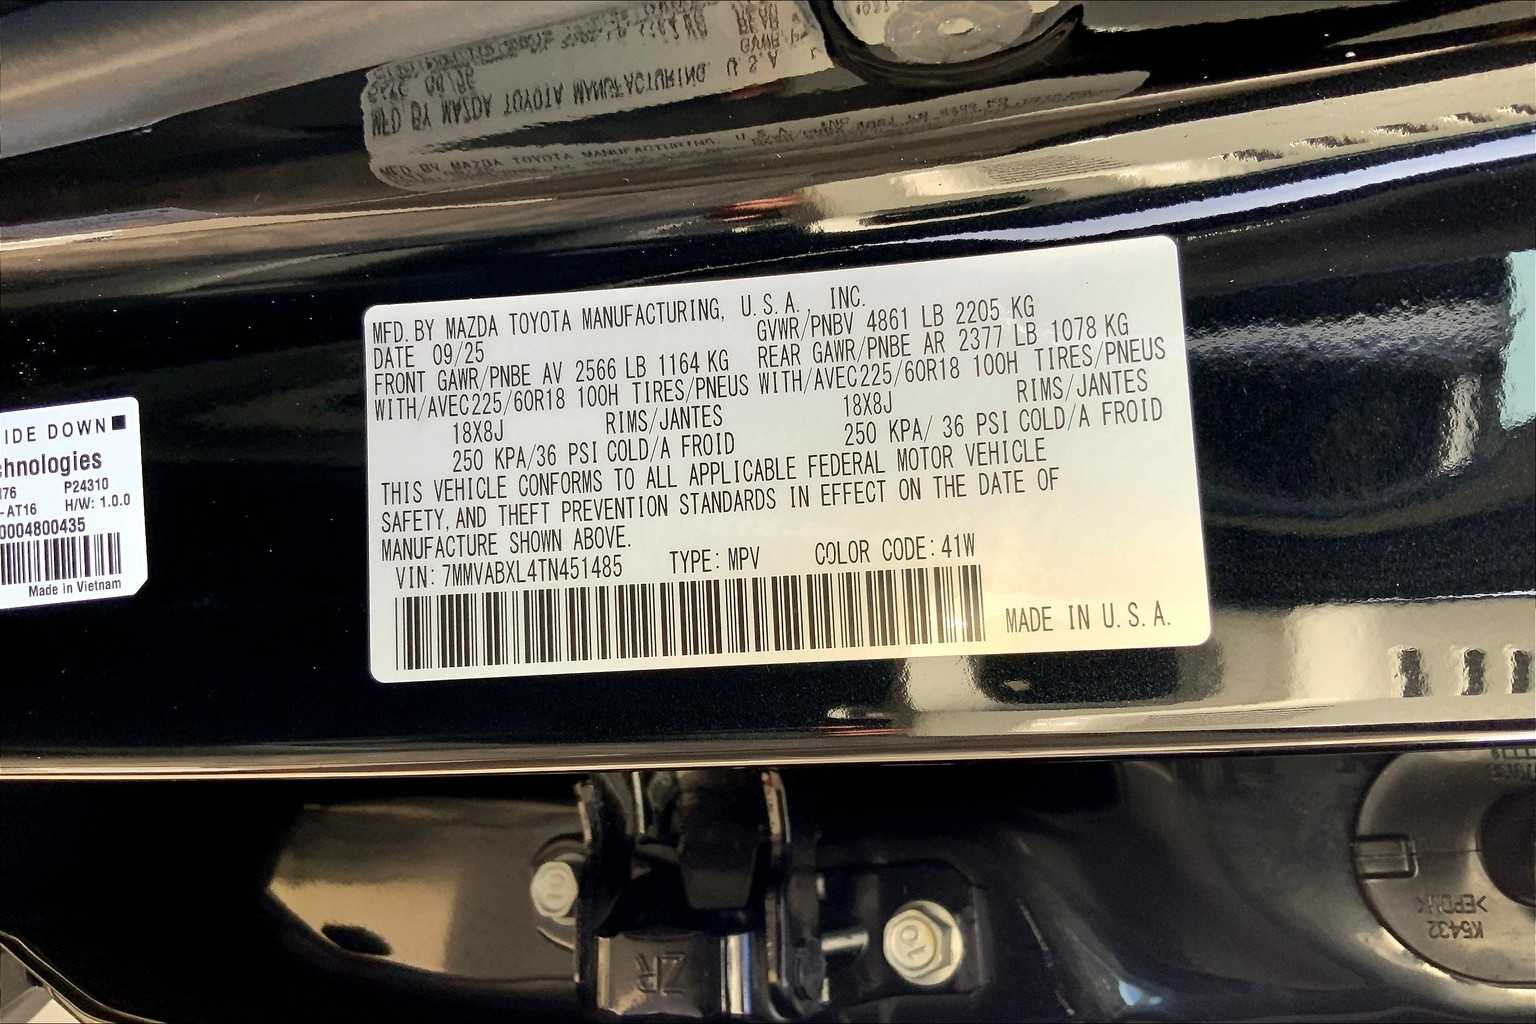 MFD. BY MAZDA TOYOTA MANUFACTURING, U.S.A., INC.
DATE 09/25 GVWR/PNBV 4861 LB 2205 KG
FRONT GAWR/PNBE AV 2566 LB 1164 KG REAR GAWR/PNBE AR 2377 LB 1078 KG
WITH/AVEC225/60R18 100H TIRES/PNEUS WITH/AVEC225/60R18 100H TIRES/PNEUS
18X8J RIMS/JANTES 18X8J RIMS/JANTES
250 KPA/36 PSI COLD/A FROID 250 KPA/ 36 PSI COLD/A FROID
THIS VEHICLE CONFORMS TO ALL APPLICABLE FEDERAL MOTOR VEHICLE
SAFETY, AND THEFT PREVENTION STANDARDS IN EFFECT ON THE DATE OF
MANUFACTURE SHOWN ABOVE.
VIN: 7MMVABXL4TN451485 TYPE: MPV COLOR CODE: 41W
MADE IN U.S.A.
IDE DOWN
chnologies
176 P24310
-AT16 H/W: 1.0.0
0004800435
Made in Vietnam
ZR
10
>EPDM<
K6432